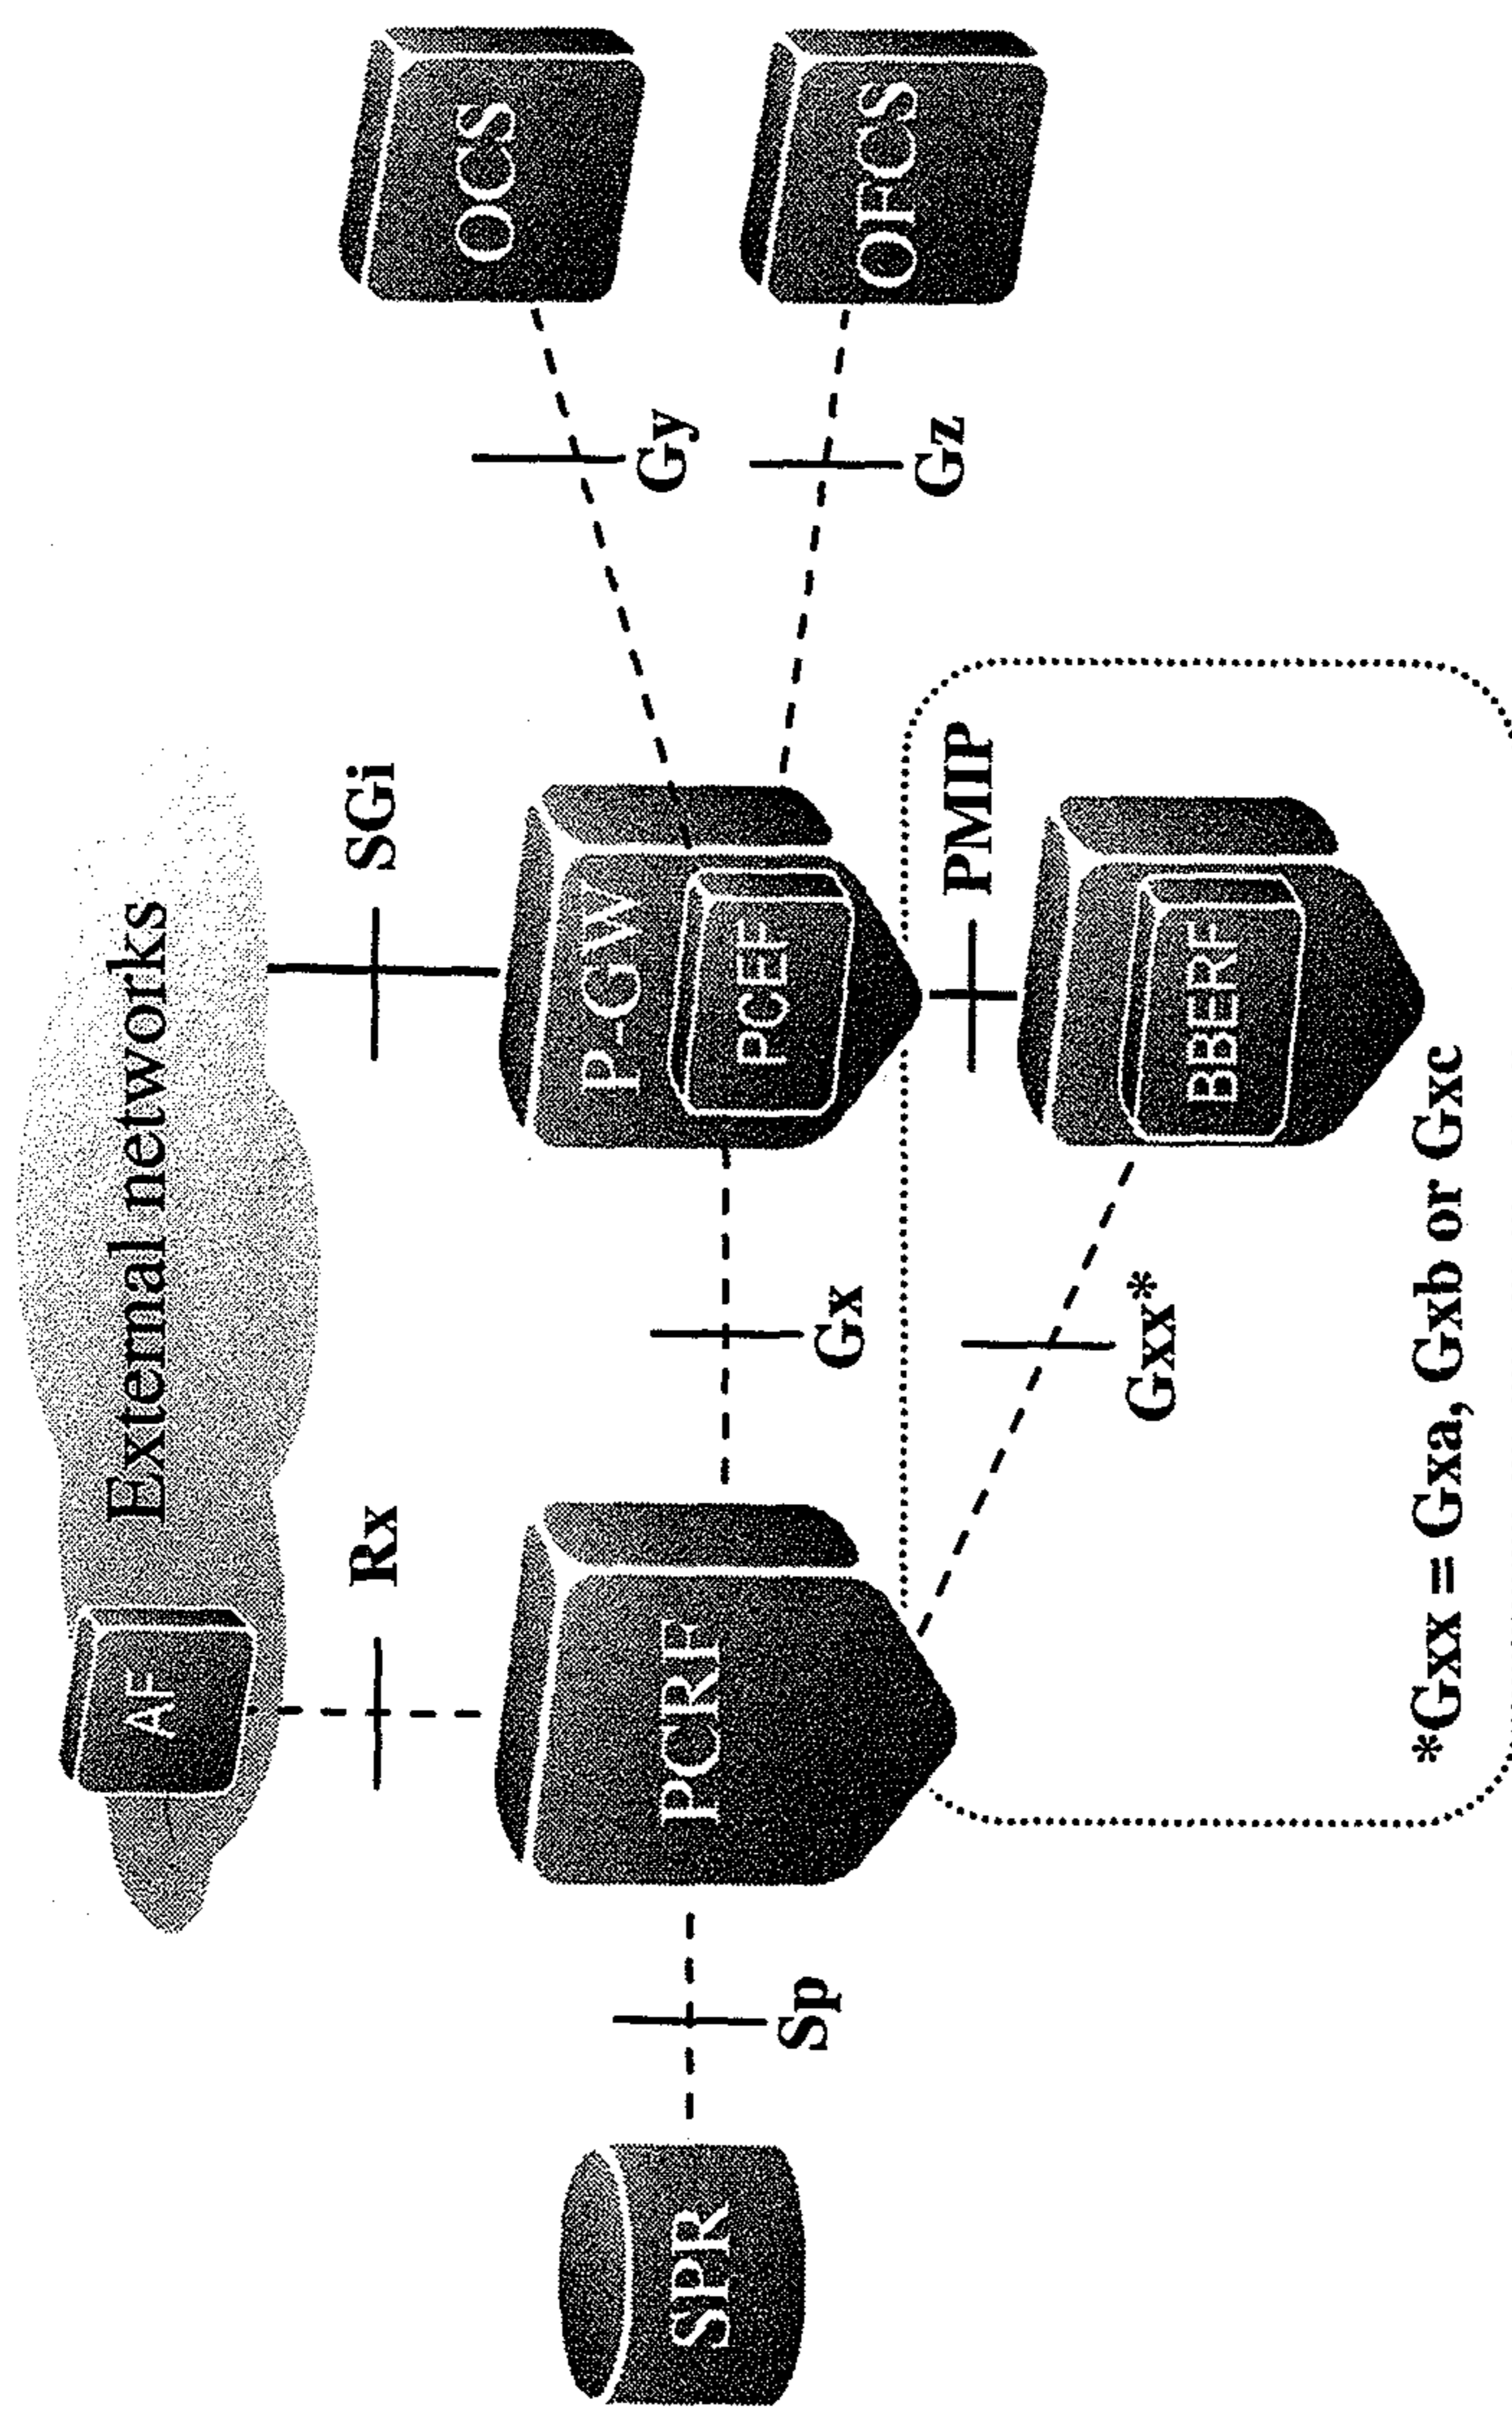 External networks
AF
Rx
SGi
OCS
SPR
Sp
PCRF
Gx
P-GW
PCEF
Gy
Gz
OFCS
PMIP
Gxx*
BBERF
*Gxx = Gxa, Gxb or Gxc